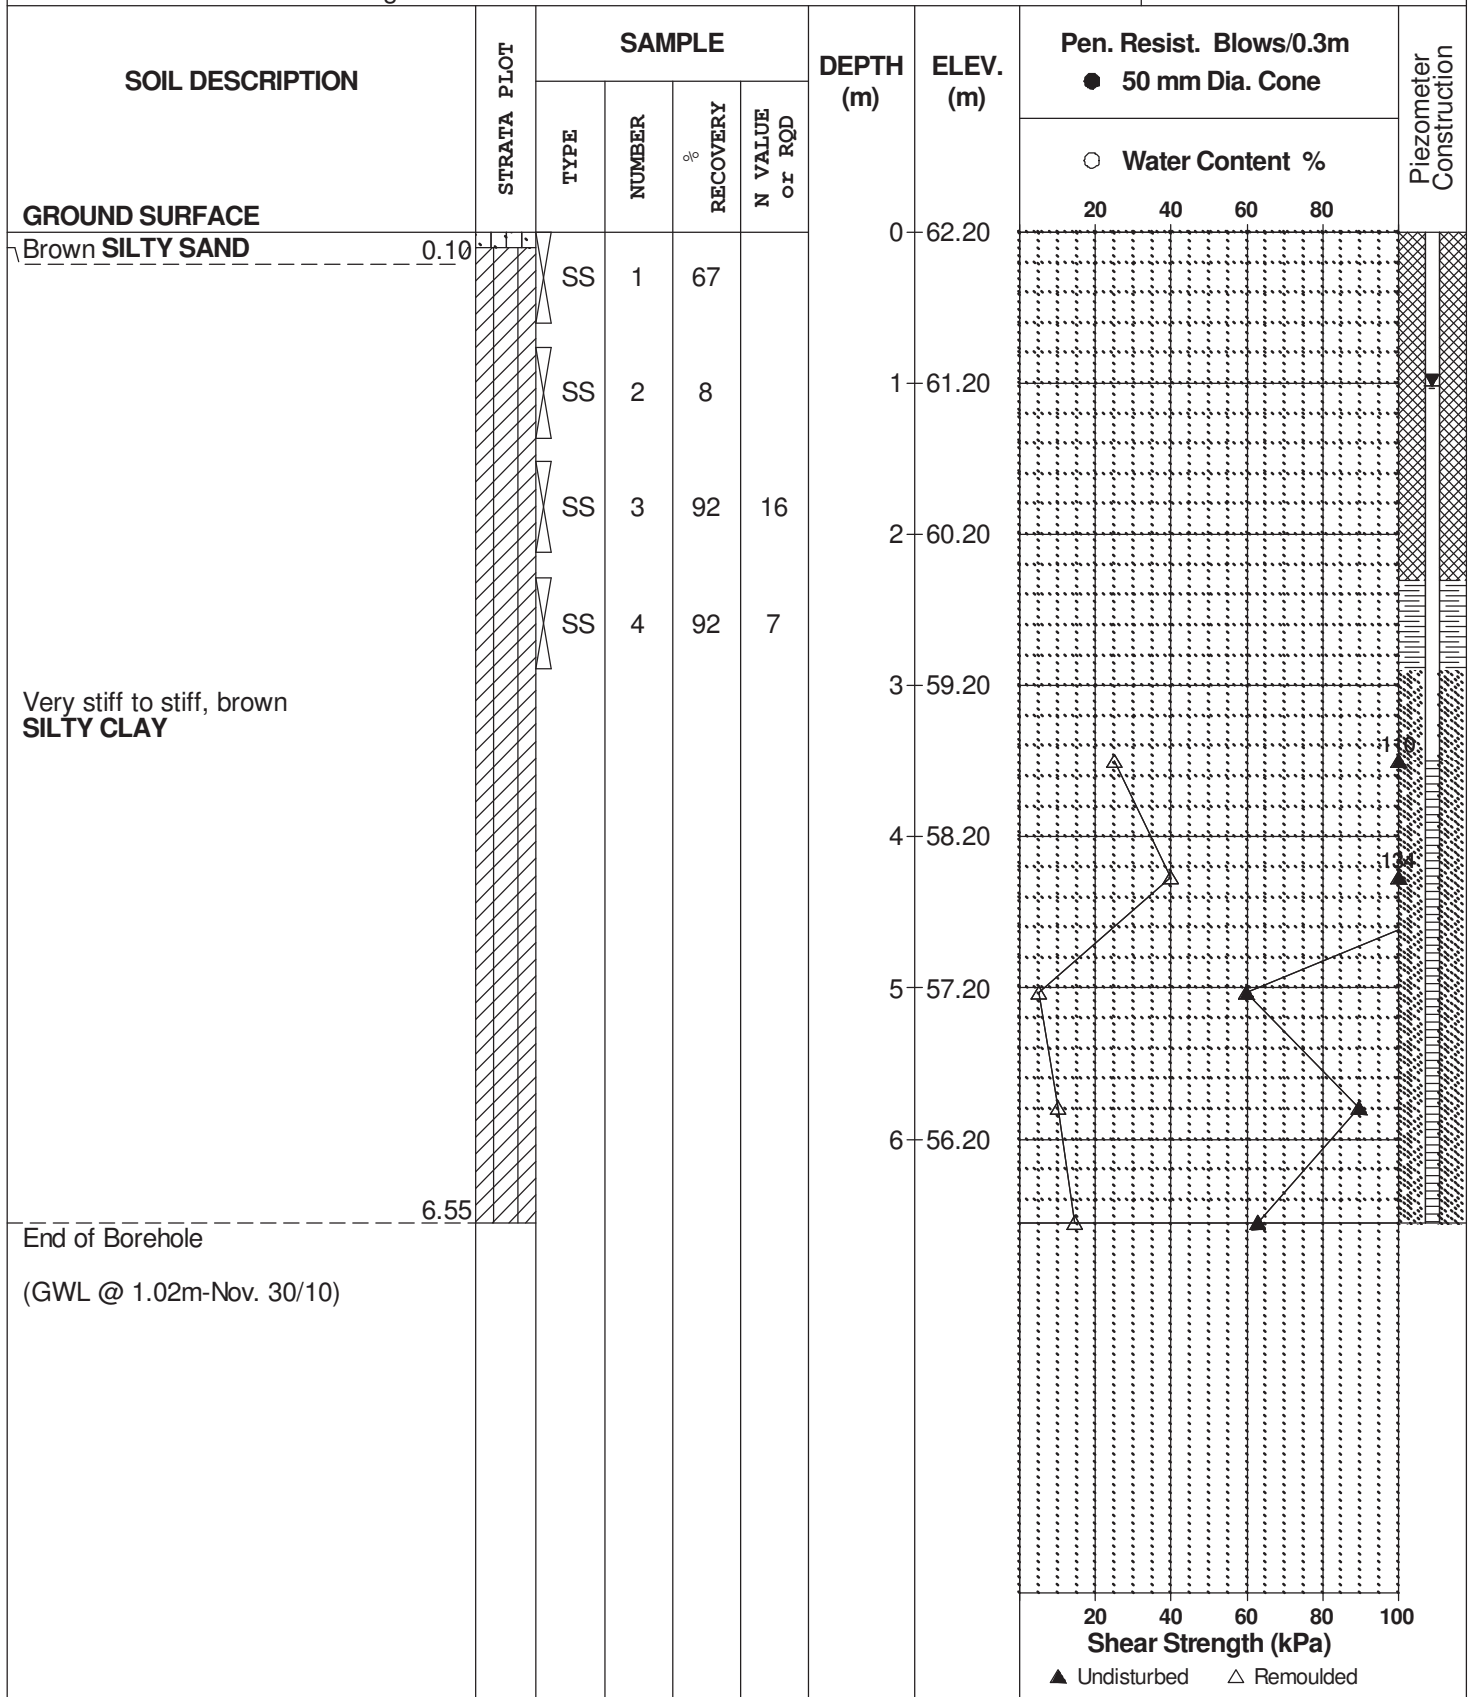 SOIL DESCRIPTION
STRATA PLOT
SAMPLE
TYPE
NUMBER
%
RECOVERY
N VALUE
or RQD
DEPTH
(m)
ELEV.
(m)
Pen. Resist. Blows/0.3m
● 50 mm Dia. Cone
○ Water Content %
20 40 60 80
Piezometer
Construction
GROUND SURFACE
0 62.20
Brown SILTY SAND 0.10
SS 1 67
1 61.20
SS 2 8
SS 3 92 16
2 60.20
SS 4 92 7
3 59.20
Very stiff to stiff, brown
SILTY CLAY
110
4 58.20
134
5 57.20
6 56.20
6.55
End of Borehole
(GWL @ 1.02m-Nov. 30/10)
20 40 60 80 100
Shear Strength (kPa)
▲ Undisturbed △ Remoulded